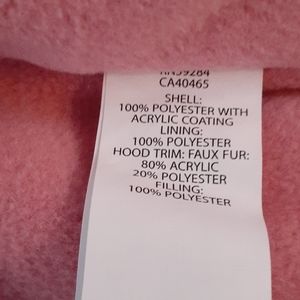 RN59284
CA40465
SHELL:
100% POLYESTER WITH
ACRYLIC COATING
LINING:
100% POLYESTER
HOOD TRIM: FAUX FUR:
80% ACRYLIC
20% POLYESTER
FILLING:
100% POLYESTER